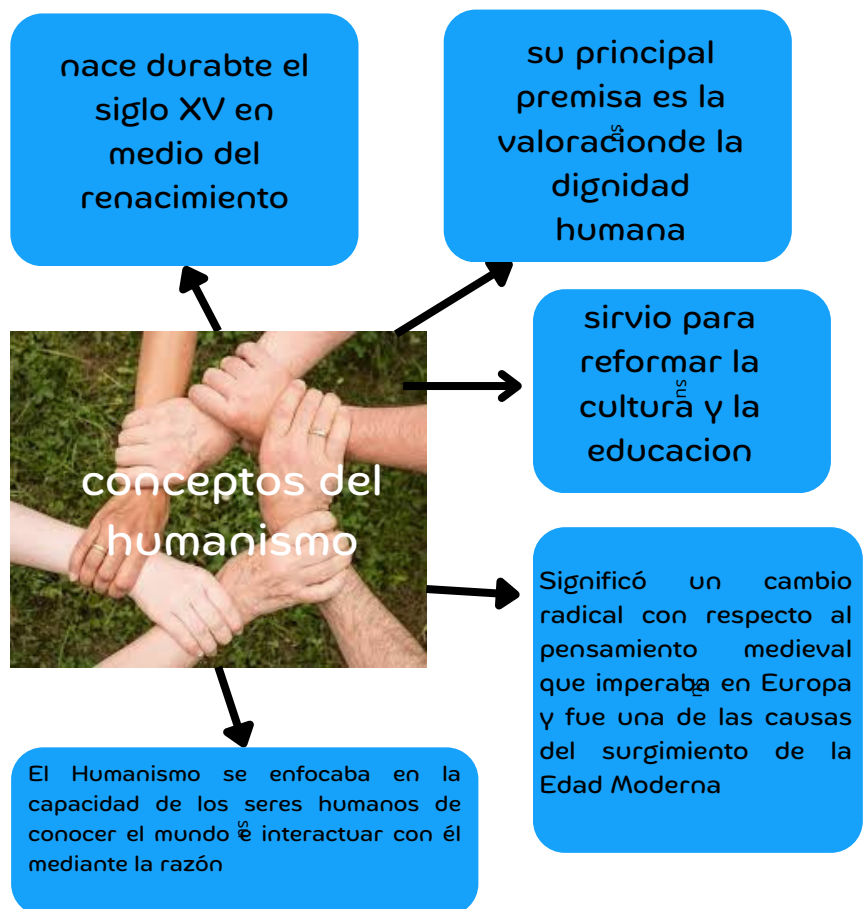 nace durabte el
siglo XV en
medio del
renacimiento
su principal
premisa es la
valoracionde la
dignidad
humana
sirvio para
reformar la
cultura y la
educacion
conceptos del
humanismo
Significó un cambio
radical con respecto al
pensamiento medieval
que imperaba en Europa
y fue una de las causas
del surgimiento de la
Edad Moderna
El Humanismo se enfocaba en la
capacidad de los seres humanos de
conocer el mundo e interactuar con él
mediante la razón